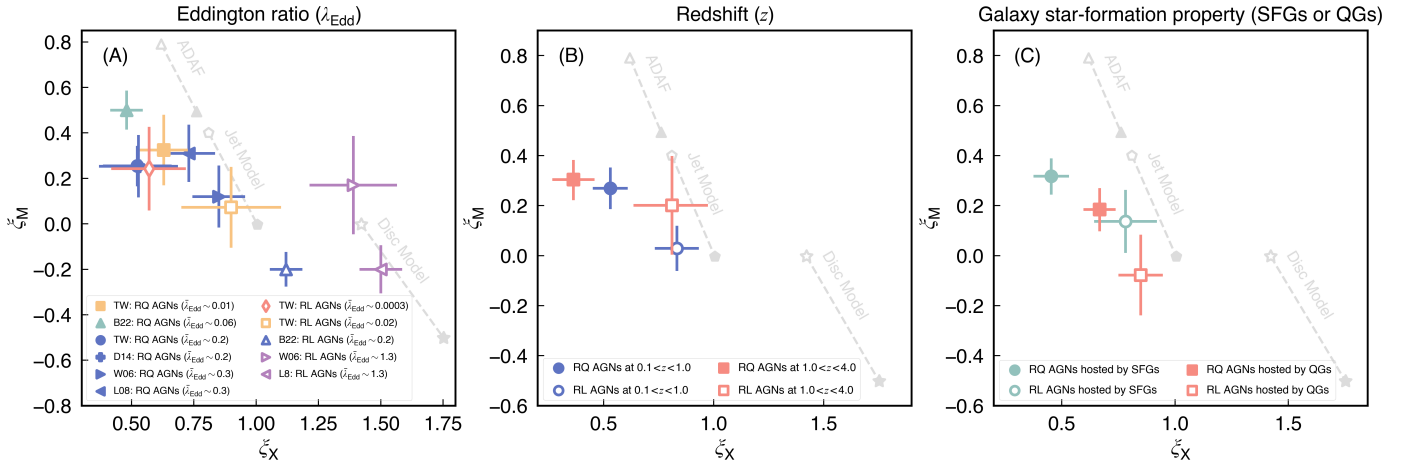 Eddington ratio (λEdd)
(A)
ADAF
Jet Model
Disc Model
0.8
0.6
0.4
0.2
0.0
−0.2
−0.4
−0.6
−0.8
ξM
TW: RQ AGNs (λ̃Edd ~ 0.01)
B22: RQ AGNs (λ̃Edd ~ 0.06)
TW: RQ AGNs (λ̃Edd ~ 0.2)
D14: RQ AGNs (λ̃Edd ~ 0.2)
W06: RQ AGNs (λ̃Edd ~ 0.3)
L08: RQ AGNs (λ̃Edd ~ 0.3)
TW: RL AGNs (λ̃Edd ~ 0.0003)
TW: RL AGNs (λ̃Edd ~ 0.02)
B22: RL AGNs (λ̃Edd ~ 0.2)
W06: RL AGNs (λ̃Edd ~ 1.3)
L8: RL AGNs (λ̃Edd ~ 1.3)
0.50 0.75 1.00 1.25 1.50 1.75
ξX
Redshift (z)
(B)
ADAF
Jet Model
Disc Model
0.8
0.6
0.4
0.2
0.0
−0.2
−0.4
−0.6
ξM
RQ AGNs at 0.1<z<1.0
RL AGNs at 0.1<z<1.0
RQ AGNs at 1.0<z<4.0
RL AGNs at 1.0<z<4.0
0.5 1.0 1.5
ξX
Galaxy star-formation property (SFGs or QGs)
(C)
ADAF
Jet Model
Disc Model
0.8
0.6
0.4
0.2
0.0
−0.2
−0.4
−0.6
ξM
RQ AGNs hosted by SFGs
RL AGNs hosted by SFGs
RQ AGNs hosted by QGs
RL AGNs hosted by QGs
0.5 1.0 1.5
ξX